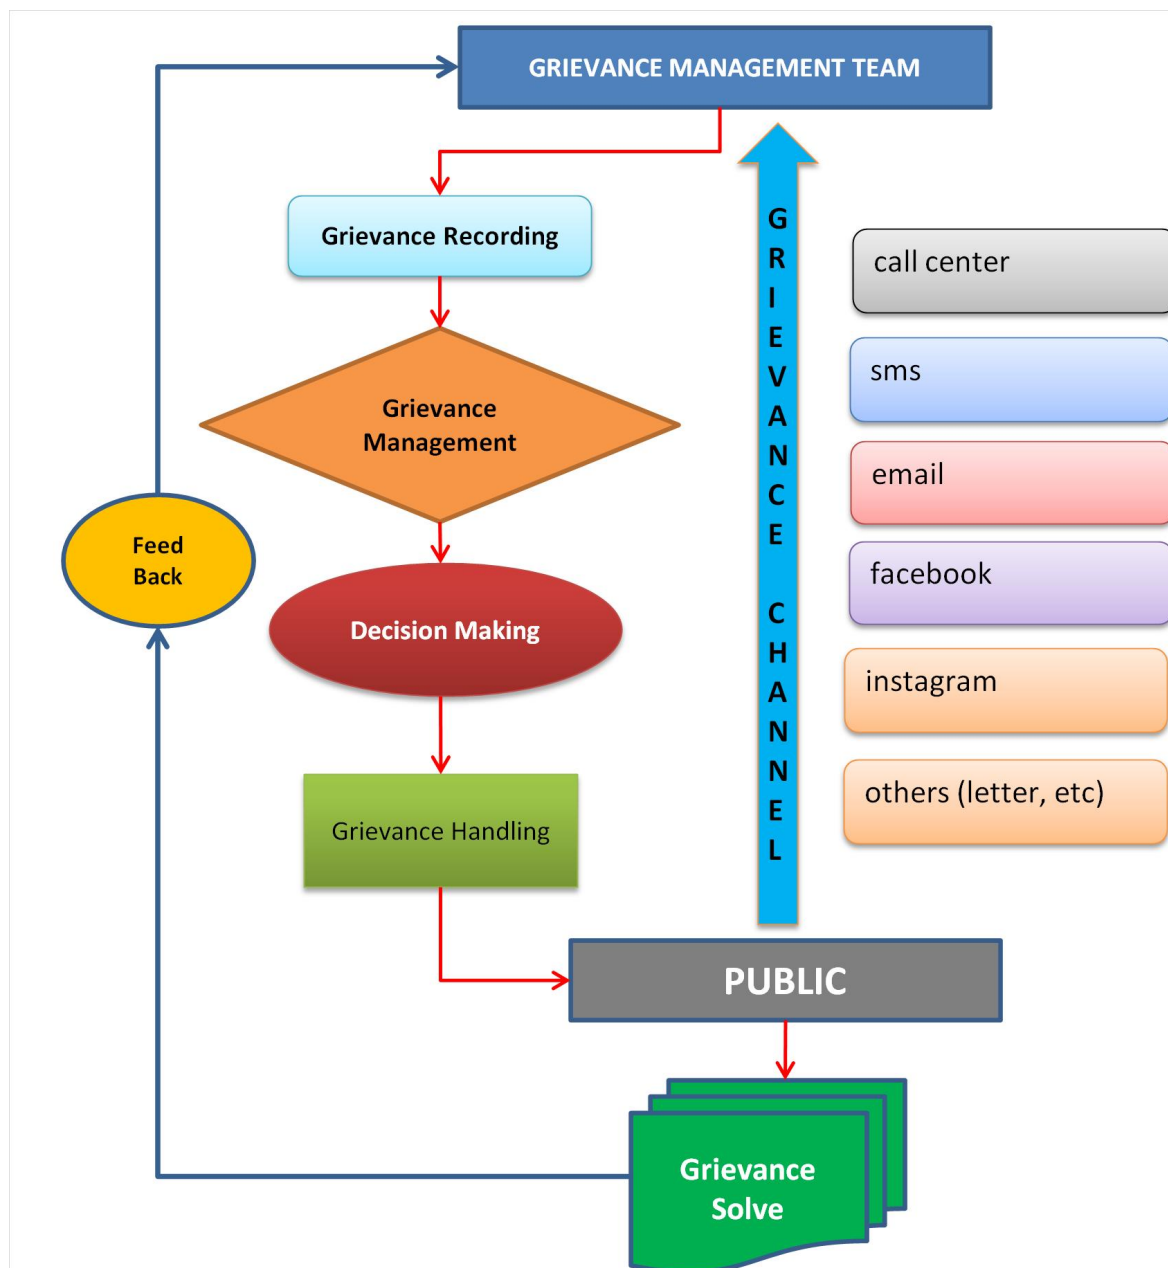 GRIEVANCE MANAGEMENT TEAM
Grievance Recording
Grievance
Management
Feed
Back
Decision Making
Grievance Handling
GRIEVANCE CHANNEL
call center
sms
email
facebook
instagram
others (letter, etc)
PUBLIC
Grievance
Solve